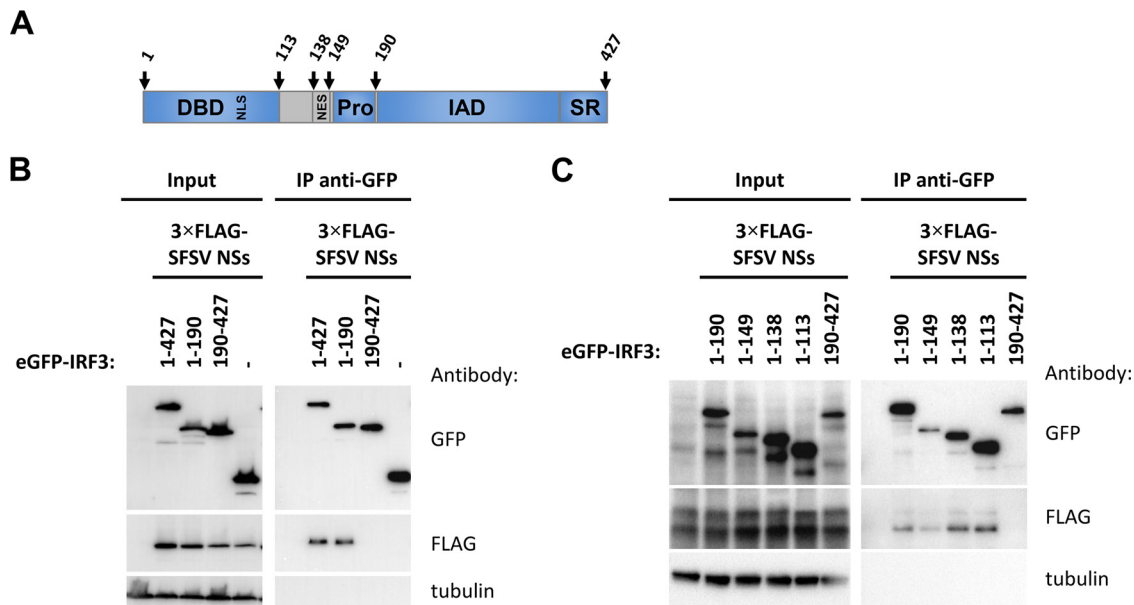 A
1 113 138 149 190 427
DBD NLS NES Pro IAD SR
B
Input IP anti-GFP
3×FLAG- 3×FLAG-
SFSV NSs SFSV NSs
eGFP-IRF3: 1-427 1-190 190-427 - 1-427 1-190 190-427 -
Antibody:
GFP
FLAG
tubulin
C
Input IP anti-GFP
3×FLAG- 3×FLAG-
SFSV NSs SFSV NSs
eGFP-IRF3: 1-190 1-149 1-138 1-113 190-427 1-190 1-149 1-138 1-113 190-427
Antibody:
GFP
FLAG
tubulin